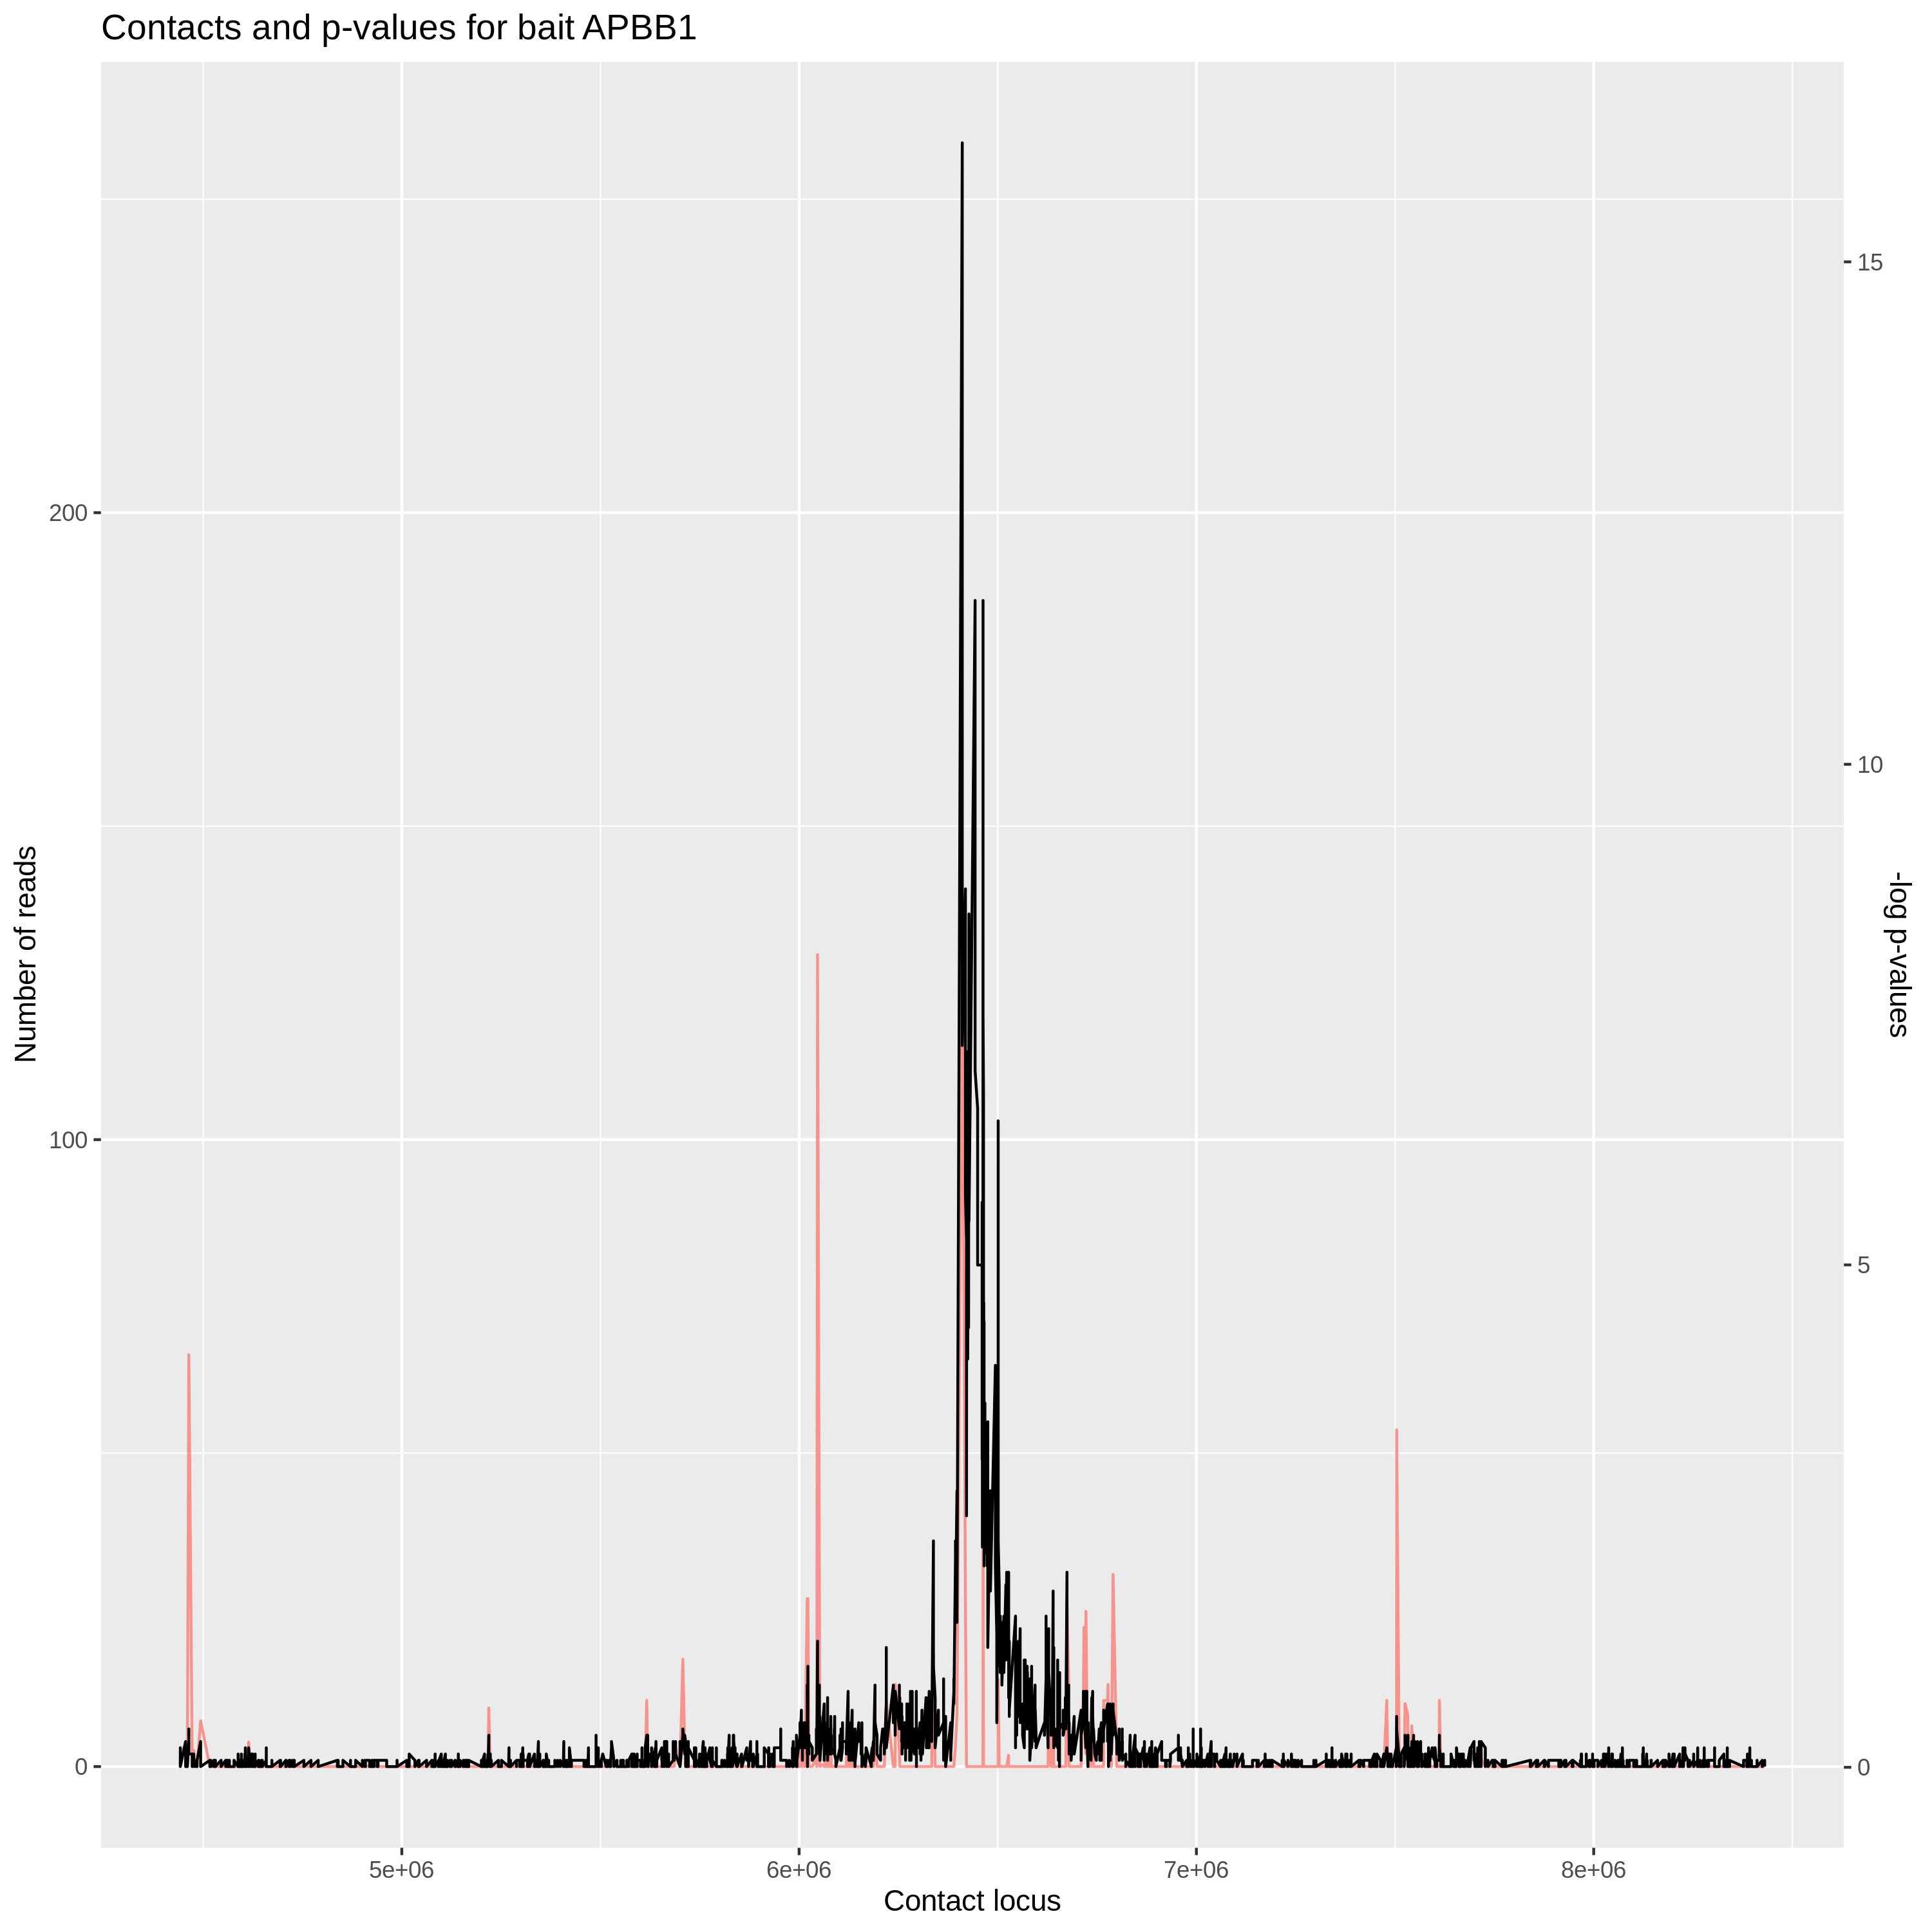 Contacts and p-values for bait APBB1
Number of reads
200
100
0
15
10
5
0
-log p-values
5e+06
6e+06
7e+06
8e+06
Contact locus